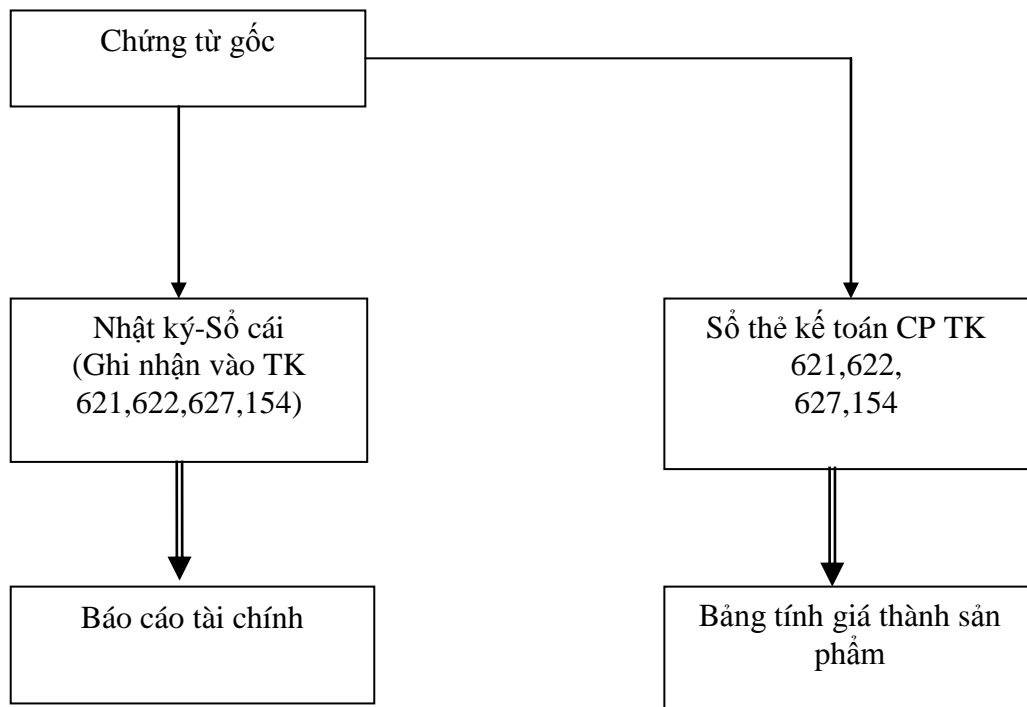 Chứng từ gốc
Nhật ký-Sổ cái
(Ghi nhận vào TK
621,622,627,154)
Sổ thẻ kế toán CP TK
621,622,
627,154
Báo cáo tài chính
Bảng tính giá thành sản
phẩm